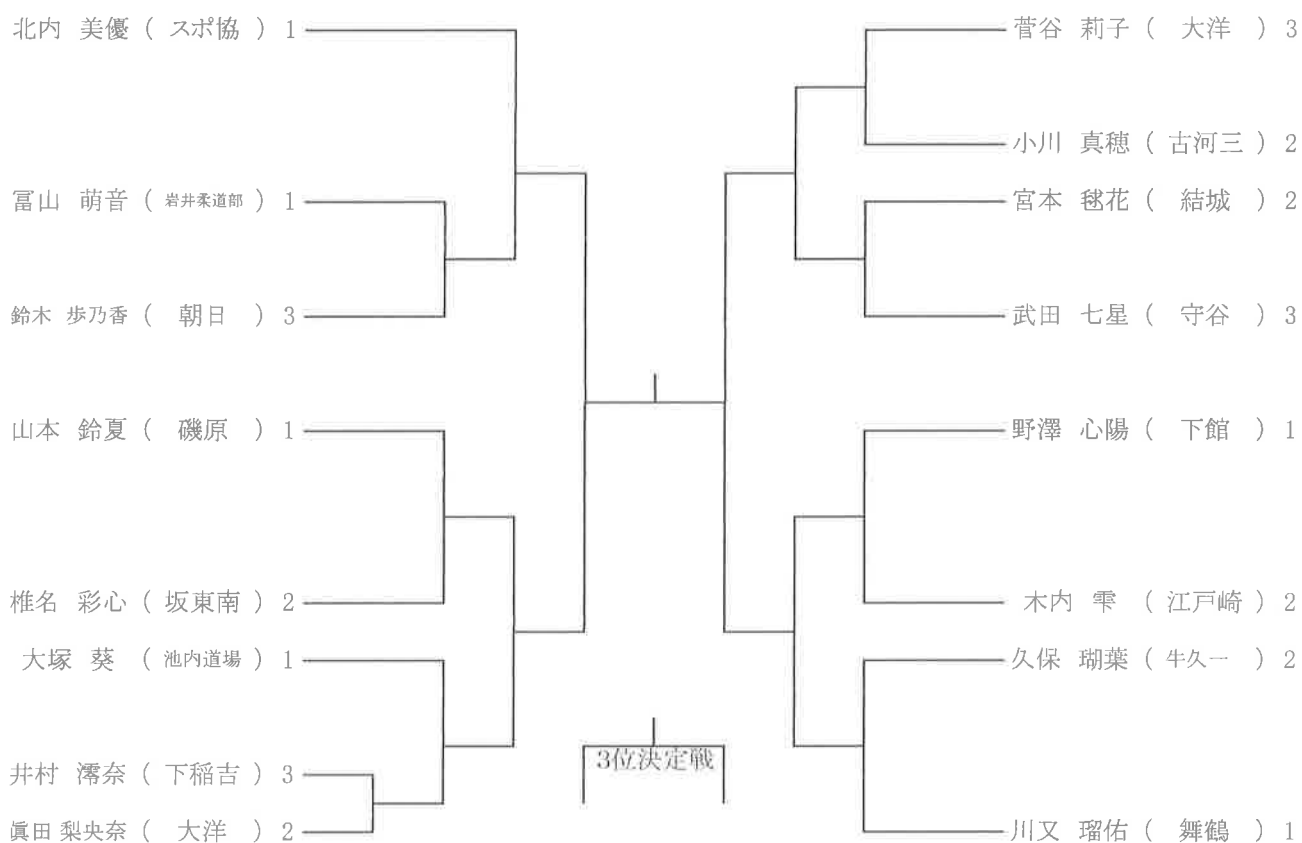 北内 美優 ( スポ協 ) 1
冨山 萌音 ( 岩井柔道部 ) 1
鈴木 歩乃香 ( 朝日 ) 3
山本 鈴夏 ( 磯原 ) 1
椎名 彩心 ( 坂東南 ) 2
大塚 葵 ( 池内道場 ) 1
井村 澪奈 ( 下稲吉 ) 3
眞田 梨央奈 ( 大洋 ) 2
菅谷 莉子 ( 大洋 ) 3
小川 真穂 ( 古河三 ) 2
宮本 毬花 ( 結城 ) 2
武田 七星 ( 守谷 ) 3
野澤 心陽 ( 下館 ) 1
木内 雫 ( 江戸崎 ) 2
久保 瑚葉 ( 牛久一 ) 2
川又 瑠佑 ( 舞鶴 ) 1
3位決定戦